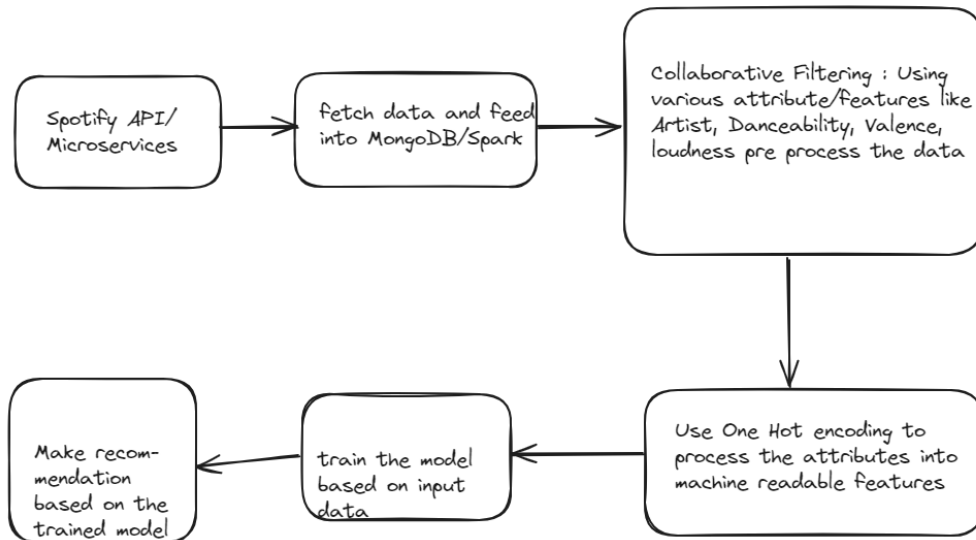 Spotify API/
Microservices
fetch data and feed
into MongoDB/Spark
Collaborative Filtering : Using
various attribute/features like
Artist, Danceability, Valence,
loudness pre process the data
Use One Hot encoding to
process the attributes into
machine readable features
train the model
based on input
data
Make recom-
mendation
based on the
trained model